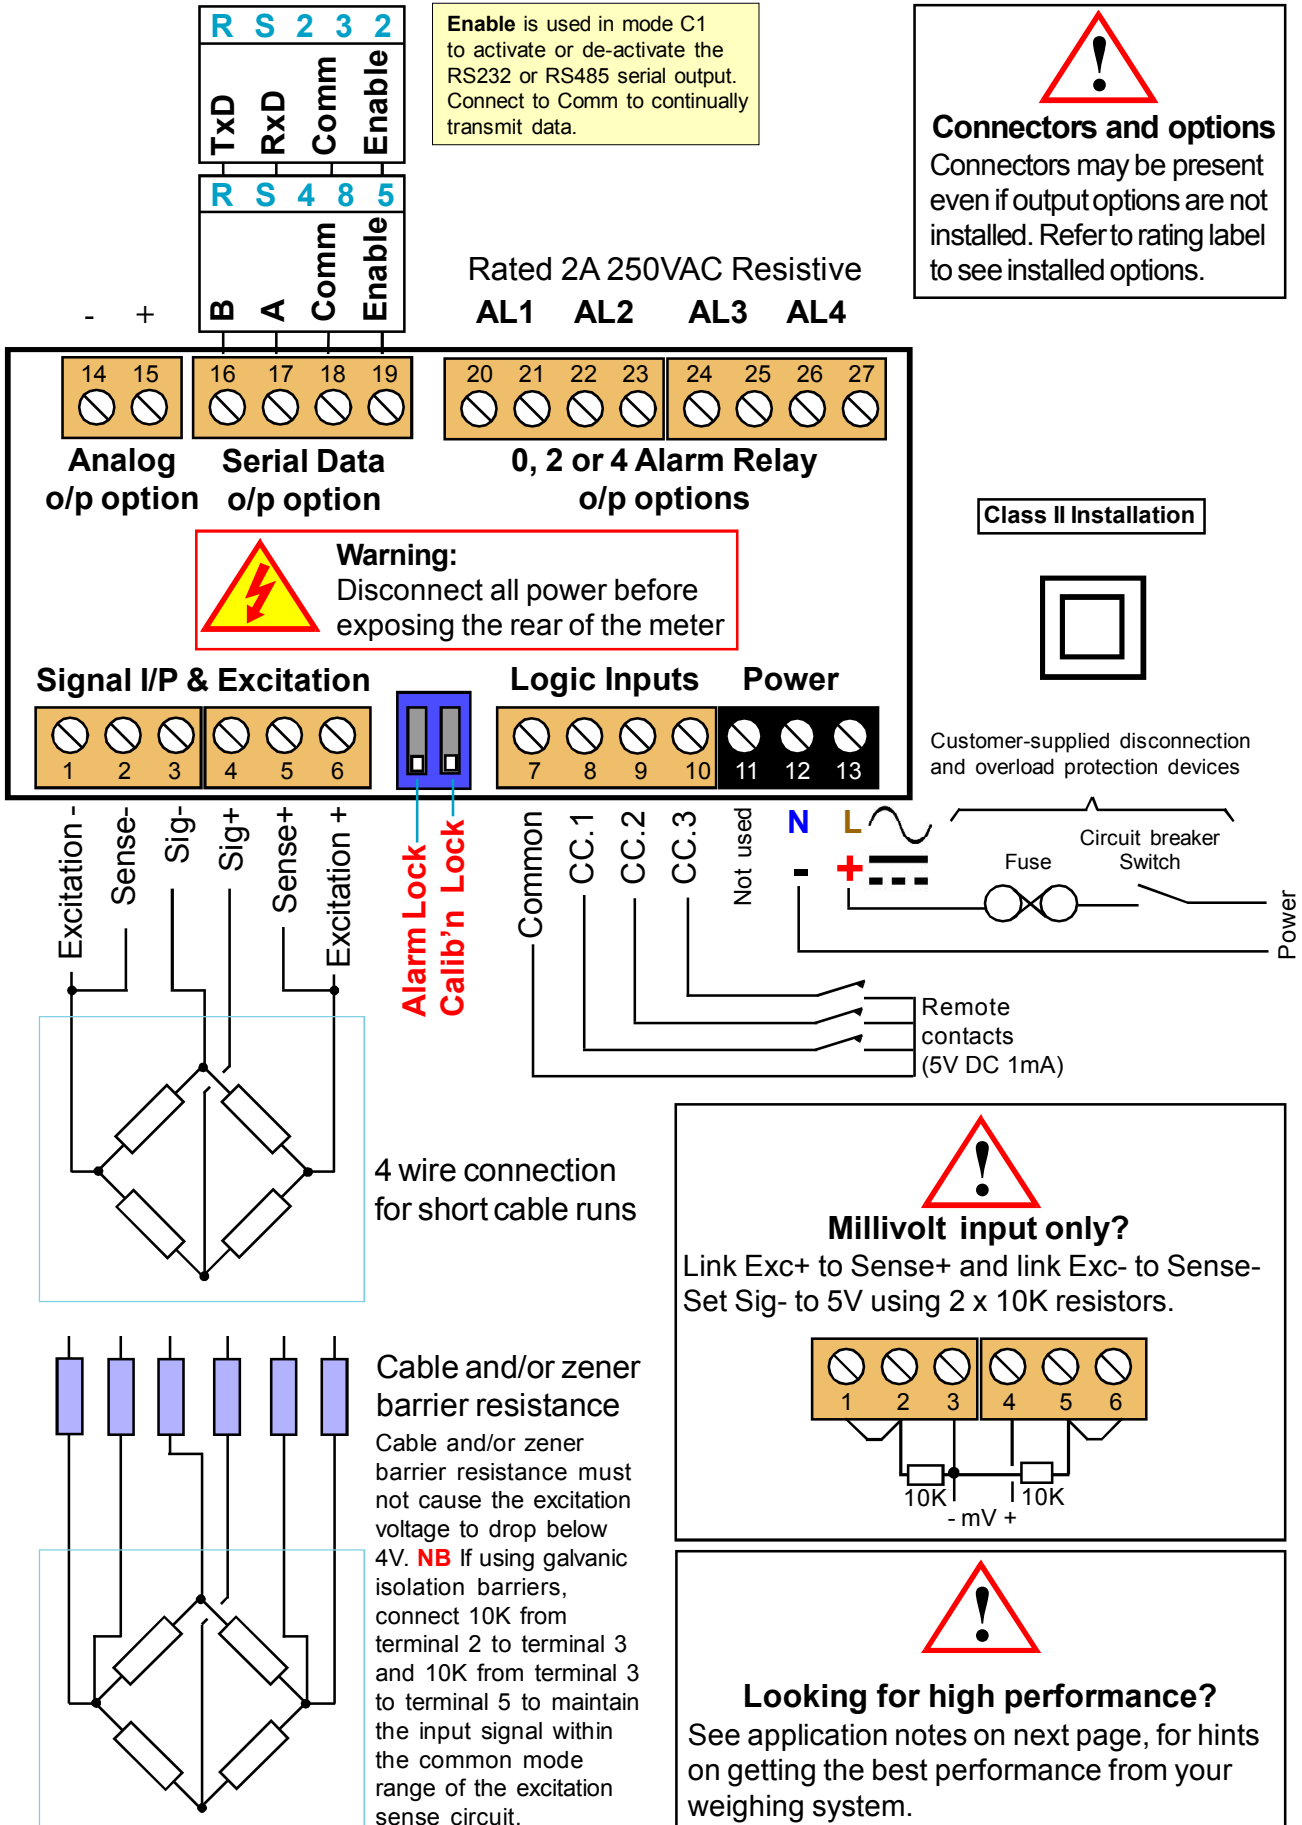 R S 2 3 2
TxD
RxD
Comm
Enable
R S 4 8 5
B
A
Comm
Enable
Enable is used in mode C1
to activate or de-activate the
RS232 or RS485 serial output.
Connect to Comm to continually
transmit data.
Connectors and options
Connectors may be present
even if output options are not
installed. Refer to rating label
to see installed options.
Rated 2A 250VAC Resistive
- +
AL1 AL2 AL3 AL4
14 15 16 17 18 19 20 21 22 23 24 25 26 27
Analog
o/p option
Serial Data
o/p option
0, 2 or 4 Alarm Relay
o/p options
Class II Installation
Warning:
Disconnect all power before
exposing the rear of the meter
Signal I/P & Excitation
Logic Inputs
Power
1 2 3 4 5 6
7 8 9 10 11 12 13
Excitation -
Sense-
Sig-
Sig+
Sense+
Excitation +
Alarm Lock
Calib'n Lock
Common
CC.1
CC.2
CC.3
Not used
N L
- +
Customer-supplied disconnection
and overload protection devices
Fuse
Circuit breaker
Switch
Power
Remote
contacts
(5V DC 1mA)
4 wire connection
for short cable runs
Millivolt input only?
Link Exc+ to Sense+ and link Exc- to Sense-
Set Sig- to 5V using 2 x 10K resistors.
1 2 3 4 5 6
10K 10K
- mV +
Cable and/or zener
barrier resistance
Cable and/or zener
barrier resistance must
not cause the excitation
voltage to drop below
4V. NB If using galvanic
isolation barriers,
connect 10K from
terminal 2 to terminal 3
and 10K from terminal 3
to terminal 5 to maintain
the input signal within
the common mode
range of the excitation
sense circuit.
Looking for high performance?
See application notes on next page, for hints
on getting the best performance from your
weighing system.